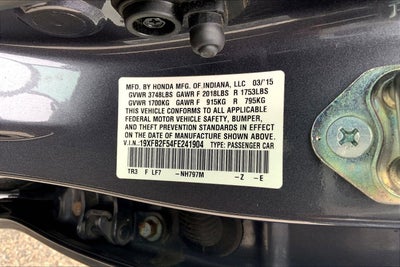 MFD. BY HONDA MFG. OF INDIANA, LLC 03/'15
GVWR 3748LBS GAWR F 2018LBS R 1753LBS
GVWR 1700KG GAWR F 915KG R 795KG
THIS VEHICLE CONFORMS TO ALL APPLICABLE
FEDERAL MOTOR VEHICLE SAFETY, BUMPER,
AND THEFT PREVENTION STANDARDS IN EFFECT
ON THE DATE OF MANUFACTURE SHOWN ABOVE.
V.I.N.:19XFB2F54FE241904 TYPE: PASSENGER CAR
TR3 F LF7 -NH797M -Z -E